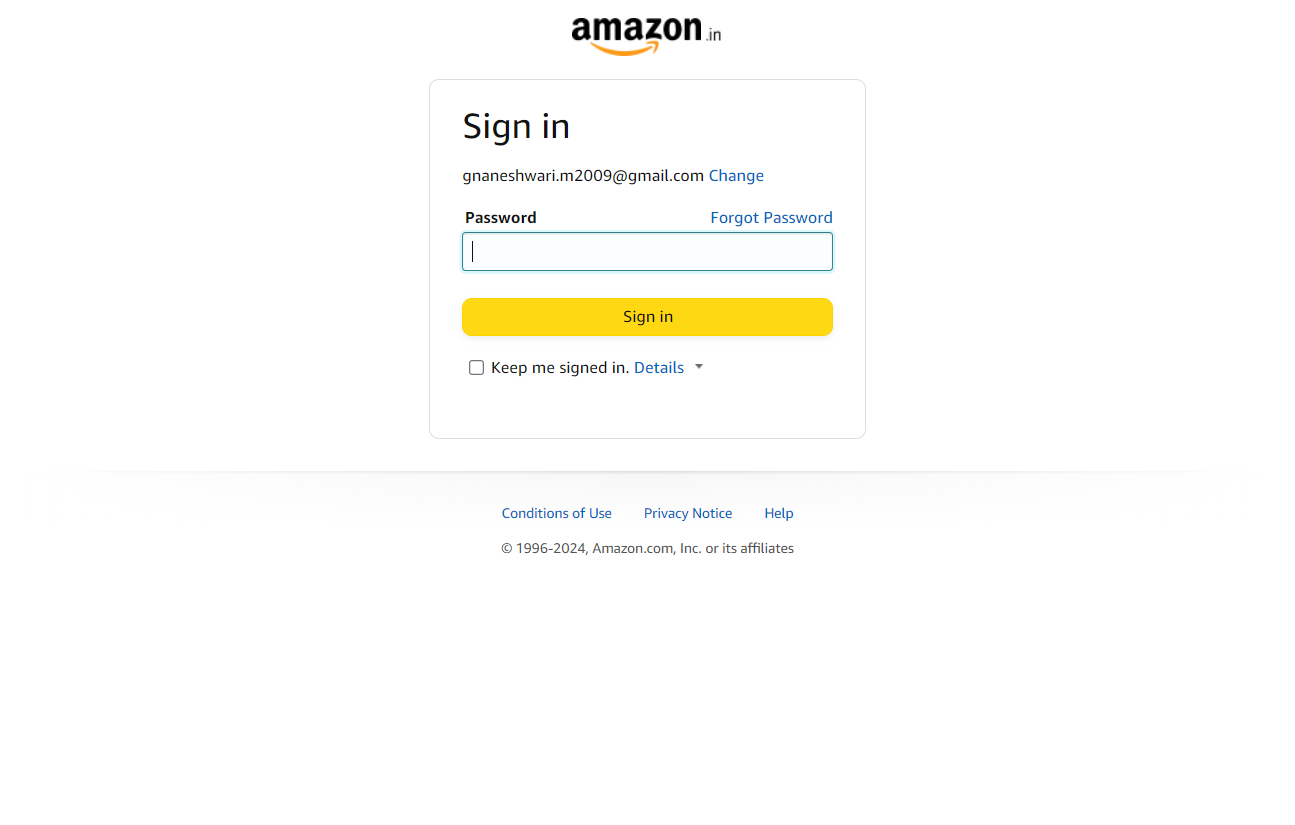 amazon.in
Sign in
gnaneshwari.m2009@gmail.com Change
Password Forgot Password
Sign in
Keep me signed in. Details
Conditions of Use Privacy Notice Help
© 1996-2024, Amazon.com, Inc. or its affiliates